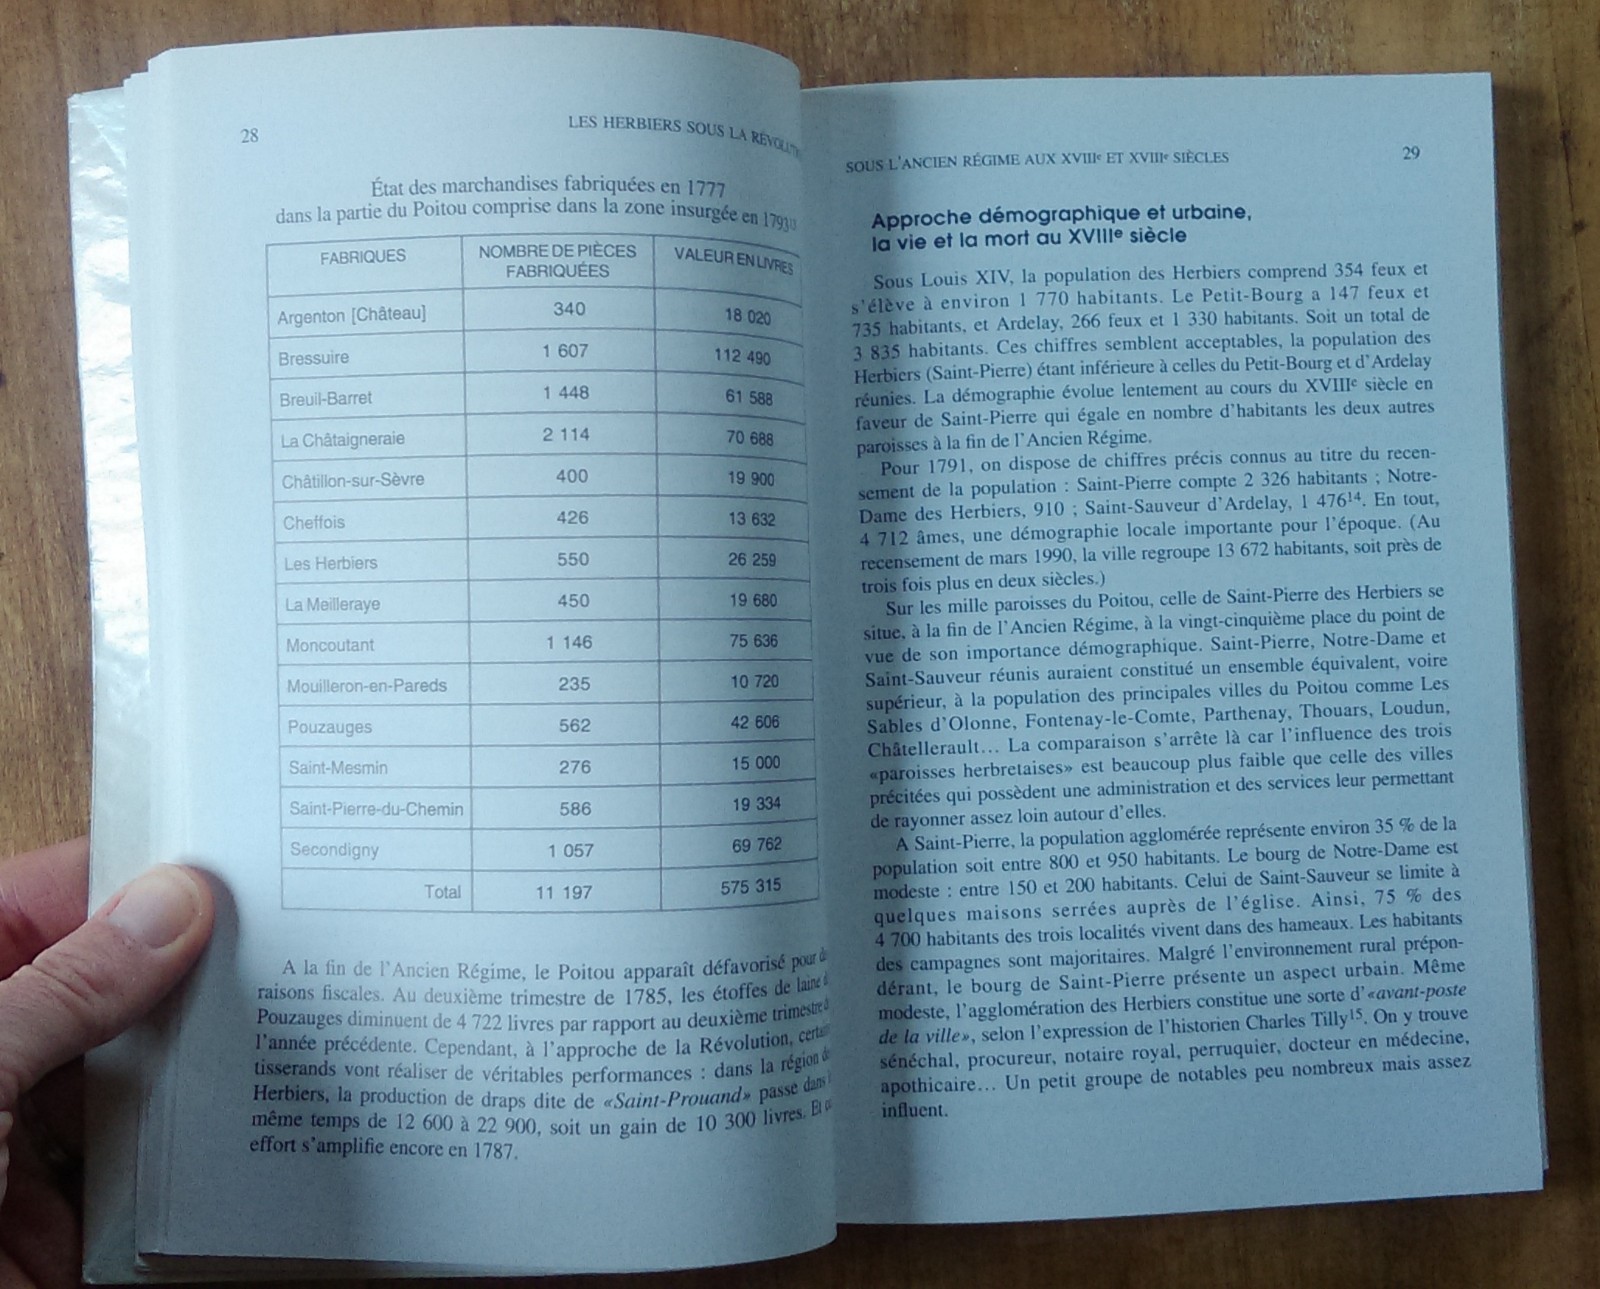 28
LES HERBIERS SOUS LA
État des marchandises fabriquées en 1777
dans la partie du Poitou comprise dans la zone insurgée en 1793
FABRIQUES NOMBRE DE PIÈCES FABRIQUÉES VALEUR EN LIVRES
Argenton [Château] 340 18 020
Bressuire 1 607 112 490
Breuil-Barret 1 448 61 588
La Châtaigneraie 2 114 70 688
Châtillon-sur-Sèvre 400 19 900
Cheffois 426 13 632
Les Herbiers 550 26 259
La Meilleraye 450 19 680
Moncoutant 1 146 75 636
Mouilleron-en-Pareds 235 10 720
Pouzauges 562 42 606
Saint-Mesmin 276 15 000
Saint-Pierre-du-Chemin 586 19 334
Secondigny 1 057 69 762
Total 11 197 575 315
A la fin de l'Ancien Régime, le Poitou apparaît défavorisé pour
raisons fiscales. Au deuxième trimestre de 1785, les étoffes de laine
Pouzauges diminuent de 4 722 livres par rapport au deuxième trimestre
l'année précédente. Cependant, à l'approche de la Révolution,
tisserands vont réaliser de véritables performances : dans la région
Herbiers, la production de draps dite de «Saint-Prouand» passe dans
même temps de 12 600 à 22 900, soit un gain de 10 300 livres. Et
effort s'amplifie encore en 1787.
SOUS L'ANCIEN RÉGIME AUX XVIIIe ET XVIIIe SIÈCLES
29
Approche démographique et urbaine,
la vie et la mort au XVIIIe siècle
Sous Louis XIV, la population des Herbiers comprend 354 feux et
s'élève à environ 1 770 habitants. Le Petit-Bourg a 147 feux et
735 habitants, et Ardelay, 266 feux et 1 330 habitants. Soit un total de
3 835 habitants. Ces chiffres semblent acceptables, la population des
Herbiers (Saint-Pierre) étant inférieure à celles du Petit-Bourg et d'Ardelay
réunies. La démographie évolue lentement au cours du XVIIIe siècle en
faveur de Saint-Pierre qui égale en nombre d'habitants les deux autres
paroisses à la fin de l'Ancien Régime.
Pour 1791, on dispose de chiffres précis connus au titre du recen-
sement de la population : Saint-Pierre compte 2 326 habitants ; Notre-
Dame des Herbiers, 910 ; Saint-Sauveur d'Ardelay, 1 476¹⁴. En tout,
4 712 âmes, une démographie locale importante pour l'époque. (Au
recensement de mars 1990, la ville regroupe 13 672 habitants, soit près de
trois fois plus en deux siècles.)
Sur les mille paroisses du Poitou, celle de Saint-Pierre des Herbiers se
situe, à la fin de l'Ancien Régime, à la vingt-cinquième place du point de
vue de son importance démographique. Saint-Pierre, Notre-Dame et
Saint-Sauveur réunis auraient constitué un ensemble équivalent, voire
supérieur, à la population des principales villes du Poitou comme Les
Sables d'Olonne, Fontenay-le-Comte, Parthenay, Thouars, Loudun,
Châtellerault... La comparaison s'arrête là car l'influence des trois
«paroisses herbretaises» est beaucoup plus faible que celle des villes
précitées qui possèdent une administration et des services leur permettant
de rayonner assez loin autour d'elles.
A Saint-Pierre, la population agglomérée représente environ 35 % de la
population soit entre 800 et 950 habitants. Le bourg de Notre-Dame est
modeste : entre 150 et 200 habitants. Celui de Saint-Sauveur se limite à
quelques maisons serrées auprès de l'église. Ainsi, 75 % des
4 700 habitants des trois localités vivent dans des hameaux. Les habitants
des campagnes sont majoritaires. Malgré l'environnement rural prépon-
dérant, le bourg de Saint-Pierre présente un aspect urbain. Même
modeste, l'agglomération des Herbiers constitue une sorte d'«avant-poste
de la ville», selon l'expression de l'historien Charles Tilly¹⁵. On y trouve
sénéchal, procureur, notaire royal, perruquier, docteur en médecine,
apothicaire... Un petit groupe de notables peu nombreux mais assez
influent.